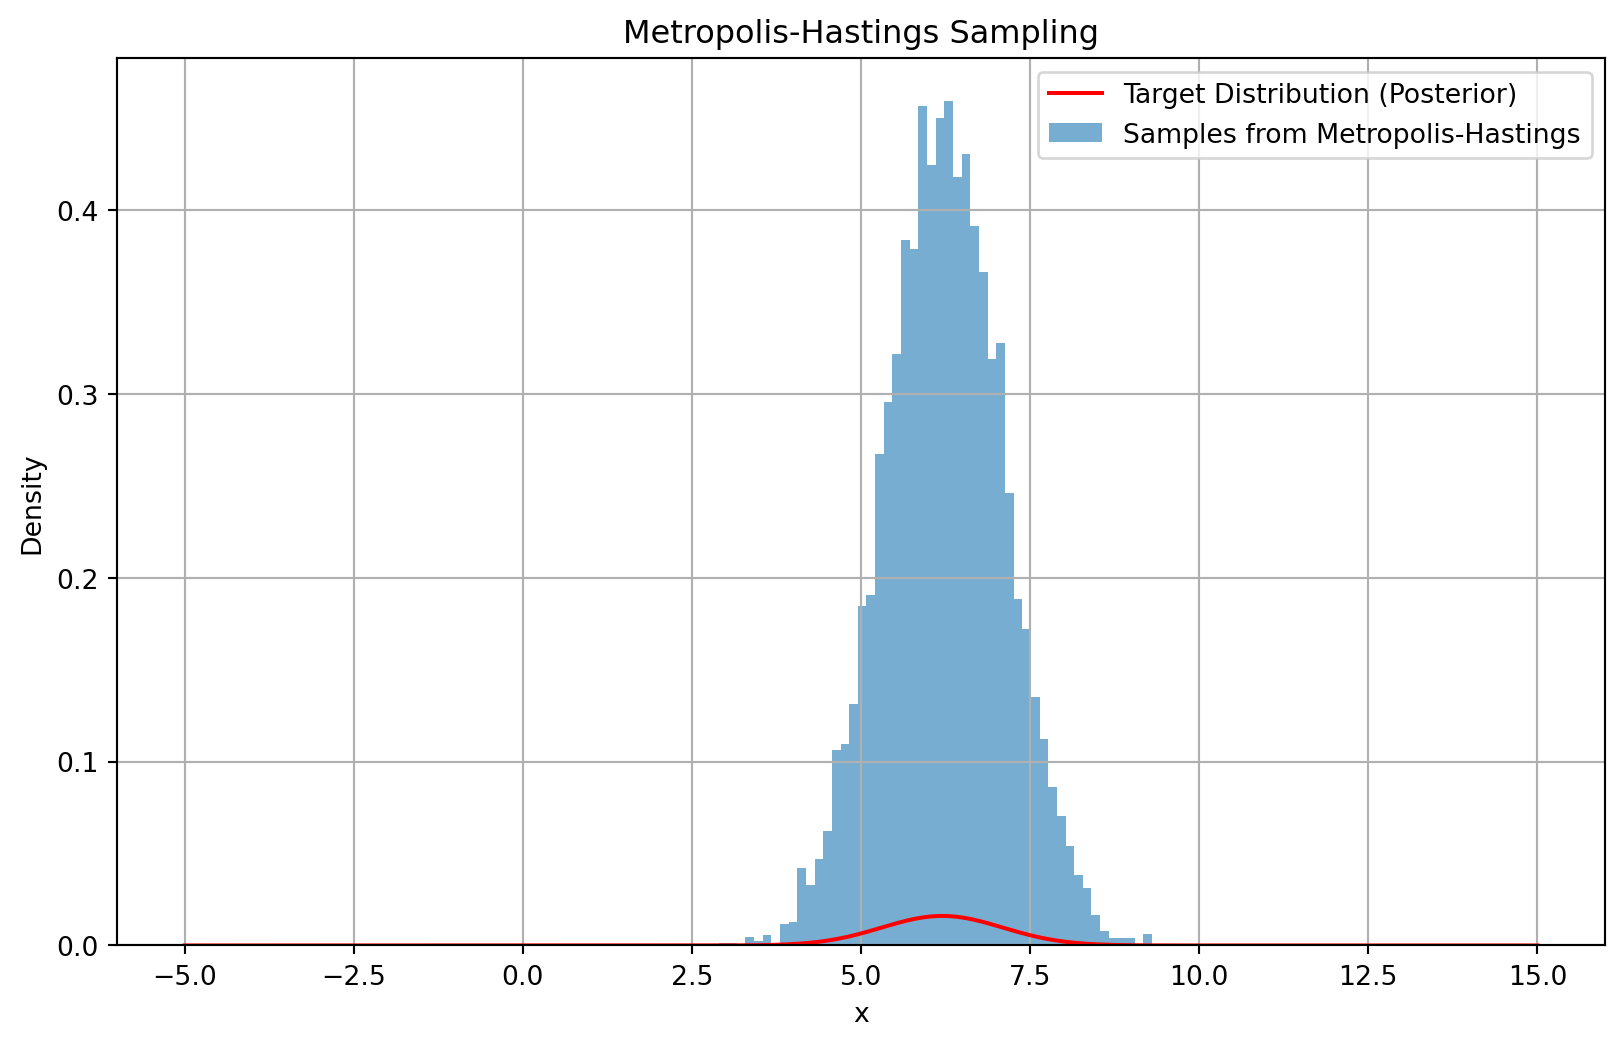 Metropolis-Hastings Sampling
Target Distribution (Posterior)
Samples from Metropolis-Hastings
Density
0.4
0.3
0.2
0.1
0.0
−5.0 −2.5 0.0 2.5 5.0 7.5 10.0 12.5 15.0
x